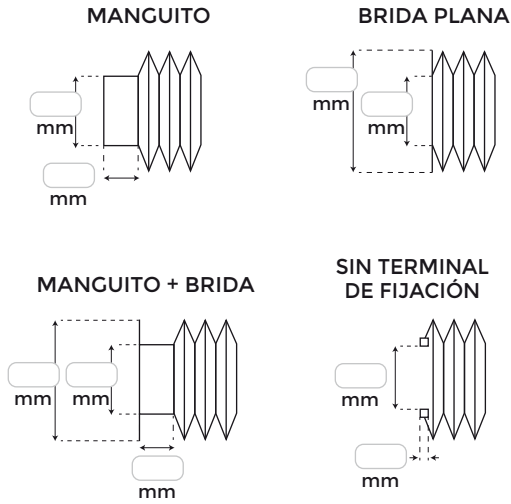 MANGUITO
mm
mm
BRIDA PLANA
mm
mm
MANGUITO + BRIDA
mm
mm
mm
SIN TERMINAL
DE FIJACIÓN
mm
mm